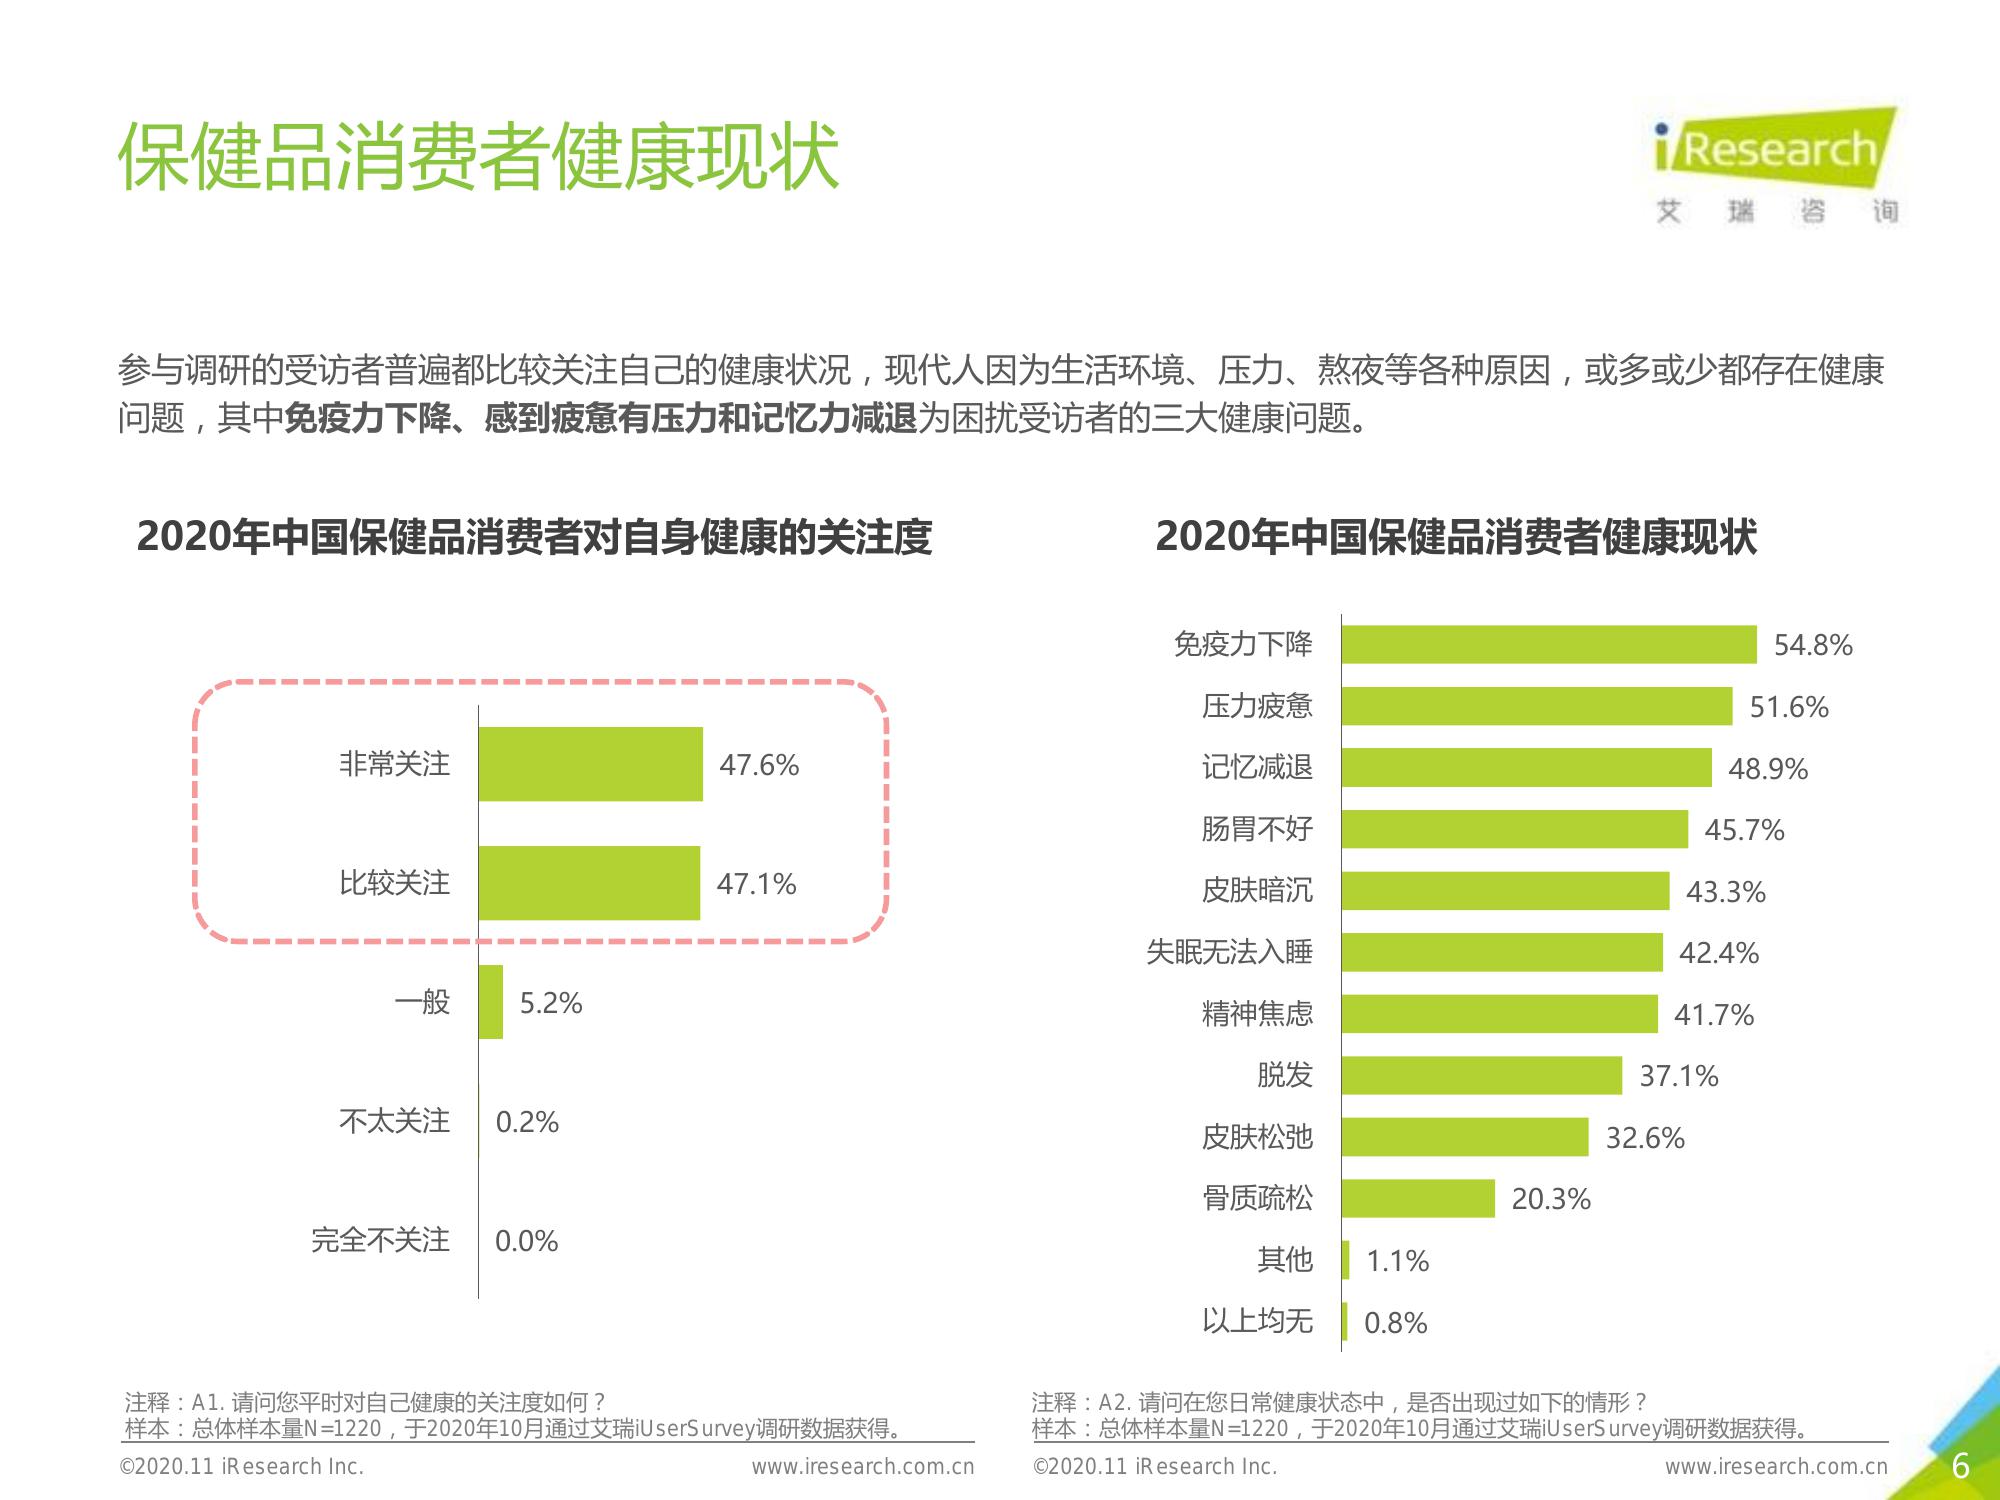 保健品消费者健康现状
iResearch
艾瑞咨询
参与调研的受访者普遍都比较关注自己的健康状况，现代人因为生活环境、压力、熬夜等各种原因，或多或少都存在健康
问题，其中免疫力下降、感到疲惫有压力和记忆力减退为困扰受访者的三大健康问题。
2020年中国保健品消费者对自身健康的关注度
非常关注 47.6%
比较关注 47.1%
一般 5.2%
不太关注 0.2%
完全不关注 0.0%
注释：A1. 请问您平时对自己健康的关注度如何？
样本：总体样本量N=1220，于2020年10月通过艾瑞iUserSurvey调研数据获得。
©2020.11 iResearch Inc. www.iresearch.com.cn
2020年中国保健品消费者健康现状
免疫力下降 54.8%
压力疲惫 51.6%
记忆减退 48.9%
肠胃不好 45.7%
皮肤暗沉 43.3%
失眠无法入睡 42.4%
精神焦虑 41.7%
脱发 37.1%
皮肤松弛 32.6%
骨质疏松 20.3%
其他 1.1%
以上均无 0.8%
注释：A2. 请问在您日常健康状态中，是否出现过如下的情形？
样本：总体样本量N=1220，于2020年10月通过艾瑞iUserSurvey调研数据获得。
©2020.11 iResearch Inc. www.iresearch.com.cn
6